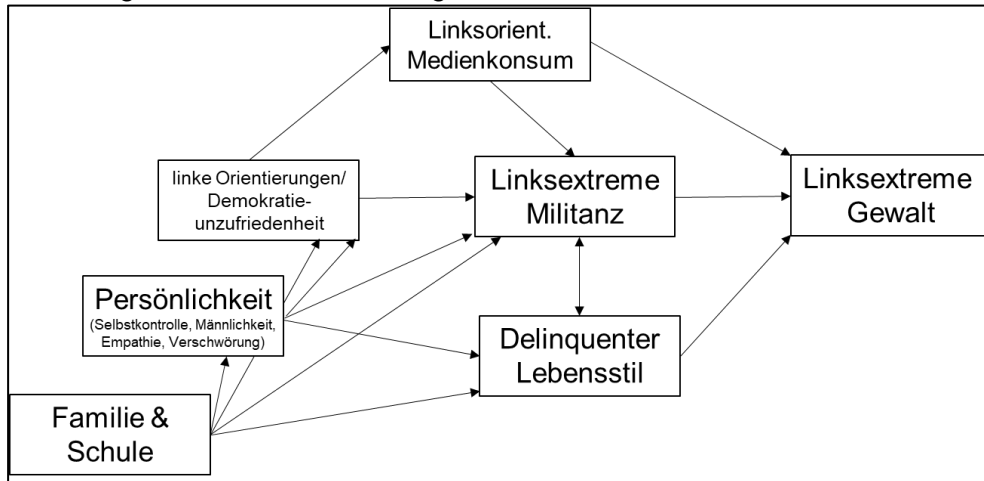 Linksorient.
Medienkonsum
linke Orientierungen/
Demokratie-
unzufriedenheit
Linksextreme
Militanz
Linksextreme
Gewalt
Persönlichkeit
(Selbstkontrolle, Männlichkeit,
Empathie, Verschwörung)
Delinquenter
Lebensstil
Familie &
Schule